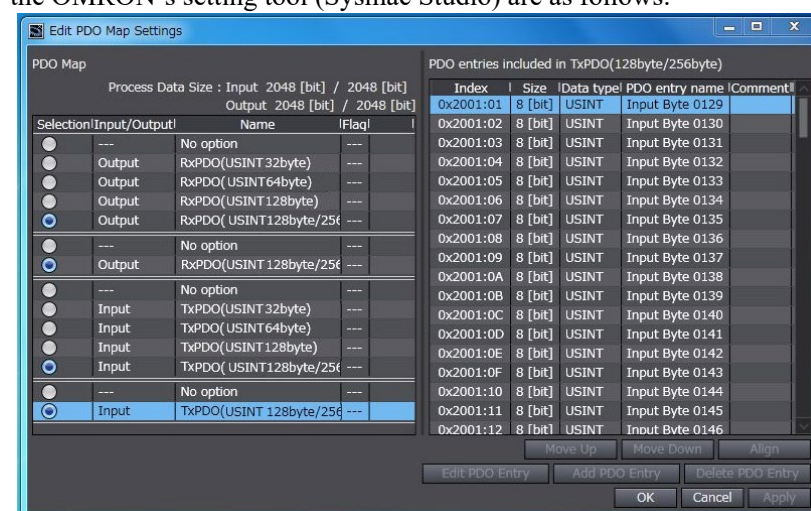 the OMRON's setting tool (Sysmac Studio) are as follows.
Edit PDO Map Settings
PDO Map
Process Data Size : Input 2048 [bit] / 2048 [bit]
Output 2048 [bit] / 2048 [bit]
Selection Input/Output Name Flag
--- No option ---
Output RxPDO(USINT32byte) ---
Output RxPDO(USINT64byte) ---
Output RxPDO(USINT128byte) ---
Output RxPDO( USINT128byte/256 ---
--- No option ---
Output RxPDO(USINT128byte/256 ---
--- No option ---
Input TxPDO(USINT32byte) ---
Input TxPDO(USINT64byte) ---
Input TxPDO(USINT128byte) ---
Input TxPDO( USINT128byte/256 ---
--- No option ---
Input TxPDO(USINT 128byte/256 ---
PDO entries included in TxPDO(128byte/256byte)
Index Size Data type PDO entry name Comment
0x2001:01 8 [bit] USINT Input Byte 0129
0x2001:02 8 [bit] USINT Input Byte 0130
0x2001:03 8 [bit] USINT Input Byte 0131
0x2001:04 8 [bit] USINT Input Byte 0132
0x2001:05 8 [bit] USINT Input Byte 0133
0x2001:06 8 [bit] USINT Input Byte 0134
0x2001:07 8 [bit] USINT Input Byte 0135
0x2001:08 8 [bit] USINT Input Byte 0136
0x2001:09 8 [bit] USINT Input Byte 0137
0x2001:0A 8 [bit] USINT Input Byte 0138
0x2001:0B 8 [bit] USINT Input Byte 0139
0x2001:0C 8 [bit] USINT Input Byte 0140
0x2001:0D 8 [bit] USINT Input Byte 0141
0x2001:0E 8 [bit] USINT Input Byte 0142
0x2001:0F 8 [bit] USINT Input Byte 0143
0x2001:10 8 [bit] USINT Input Byte 0144
0x2001:11 8 [bit] USINT Input Byte 0145
0x2001:12 8 [bit] USINT Input Byte 0146
Move Up Move Down Align
Edit PDO Entry Add PDO Entry Delete PDO Entry
OK Cancel Apply